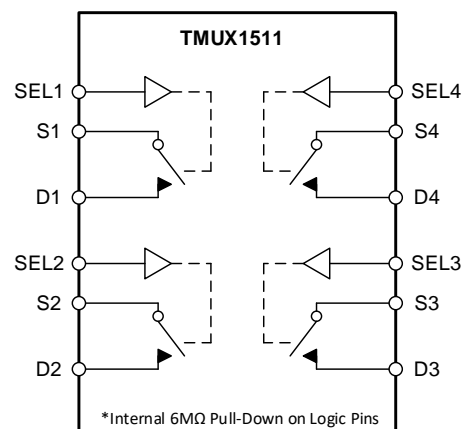 TMUX1511
SEL1
SEL4
S1
S4
D1
D4
SEL2
SEL3
S2
S3
D2
D3
*Internal 6MΩ Pull-Down on Logic Pins